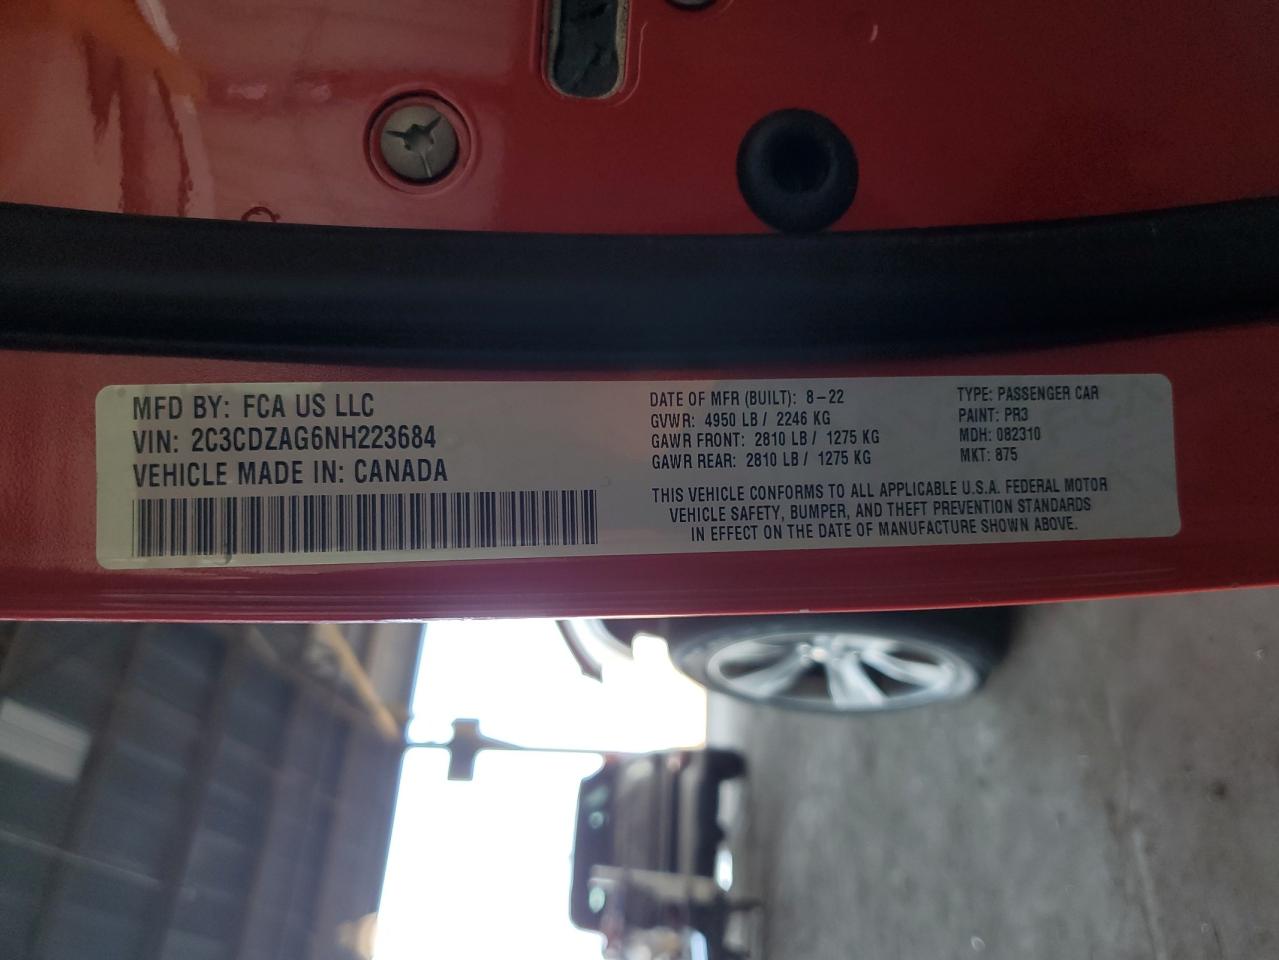 MFD BY: FCA US LLC
VIN: 2C3CDZAG6NH223684
VEHICLE MADE IN: CANADA
DATE OF MFR (BUILT): 8-22
GVWR: 4950 LB / 2246 KG
GAWR FRONT: 2810 LB / 1275 KG
GAWR REAR: 2810 LB / 1275 KG
TYPE: PASSENGER CAR
PAINT: PR3
MDH: 082310
MKT: 875
THIS VEHICLE CONFORMS TO ALL APPLICABLE U.S.A. FEDERAL MOTOR
VEHICLE SAFETY, BUMPER, AND THEFT PREVENTION STANDARDS
IN EFFECT ON THE DATE OF MANUFACTURE SHOWN ABOVE.